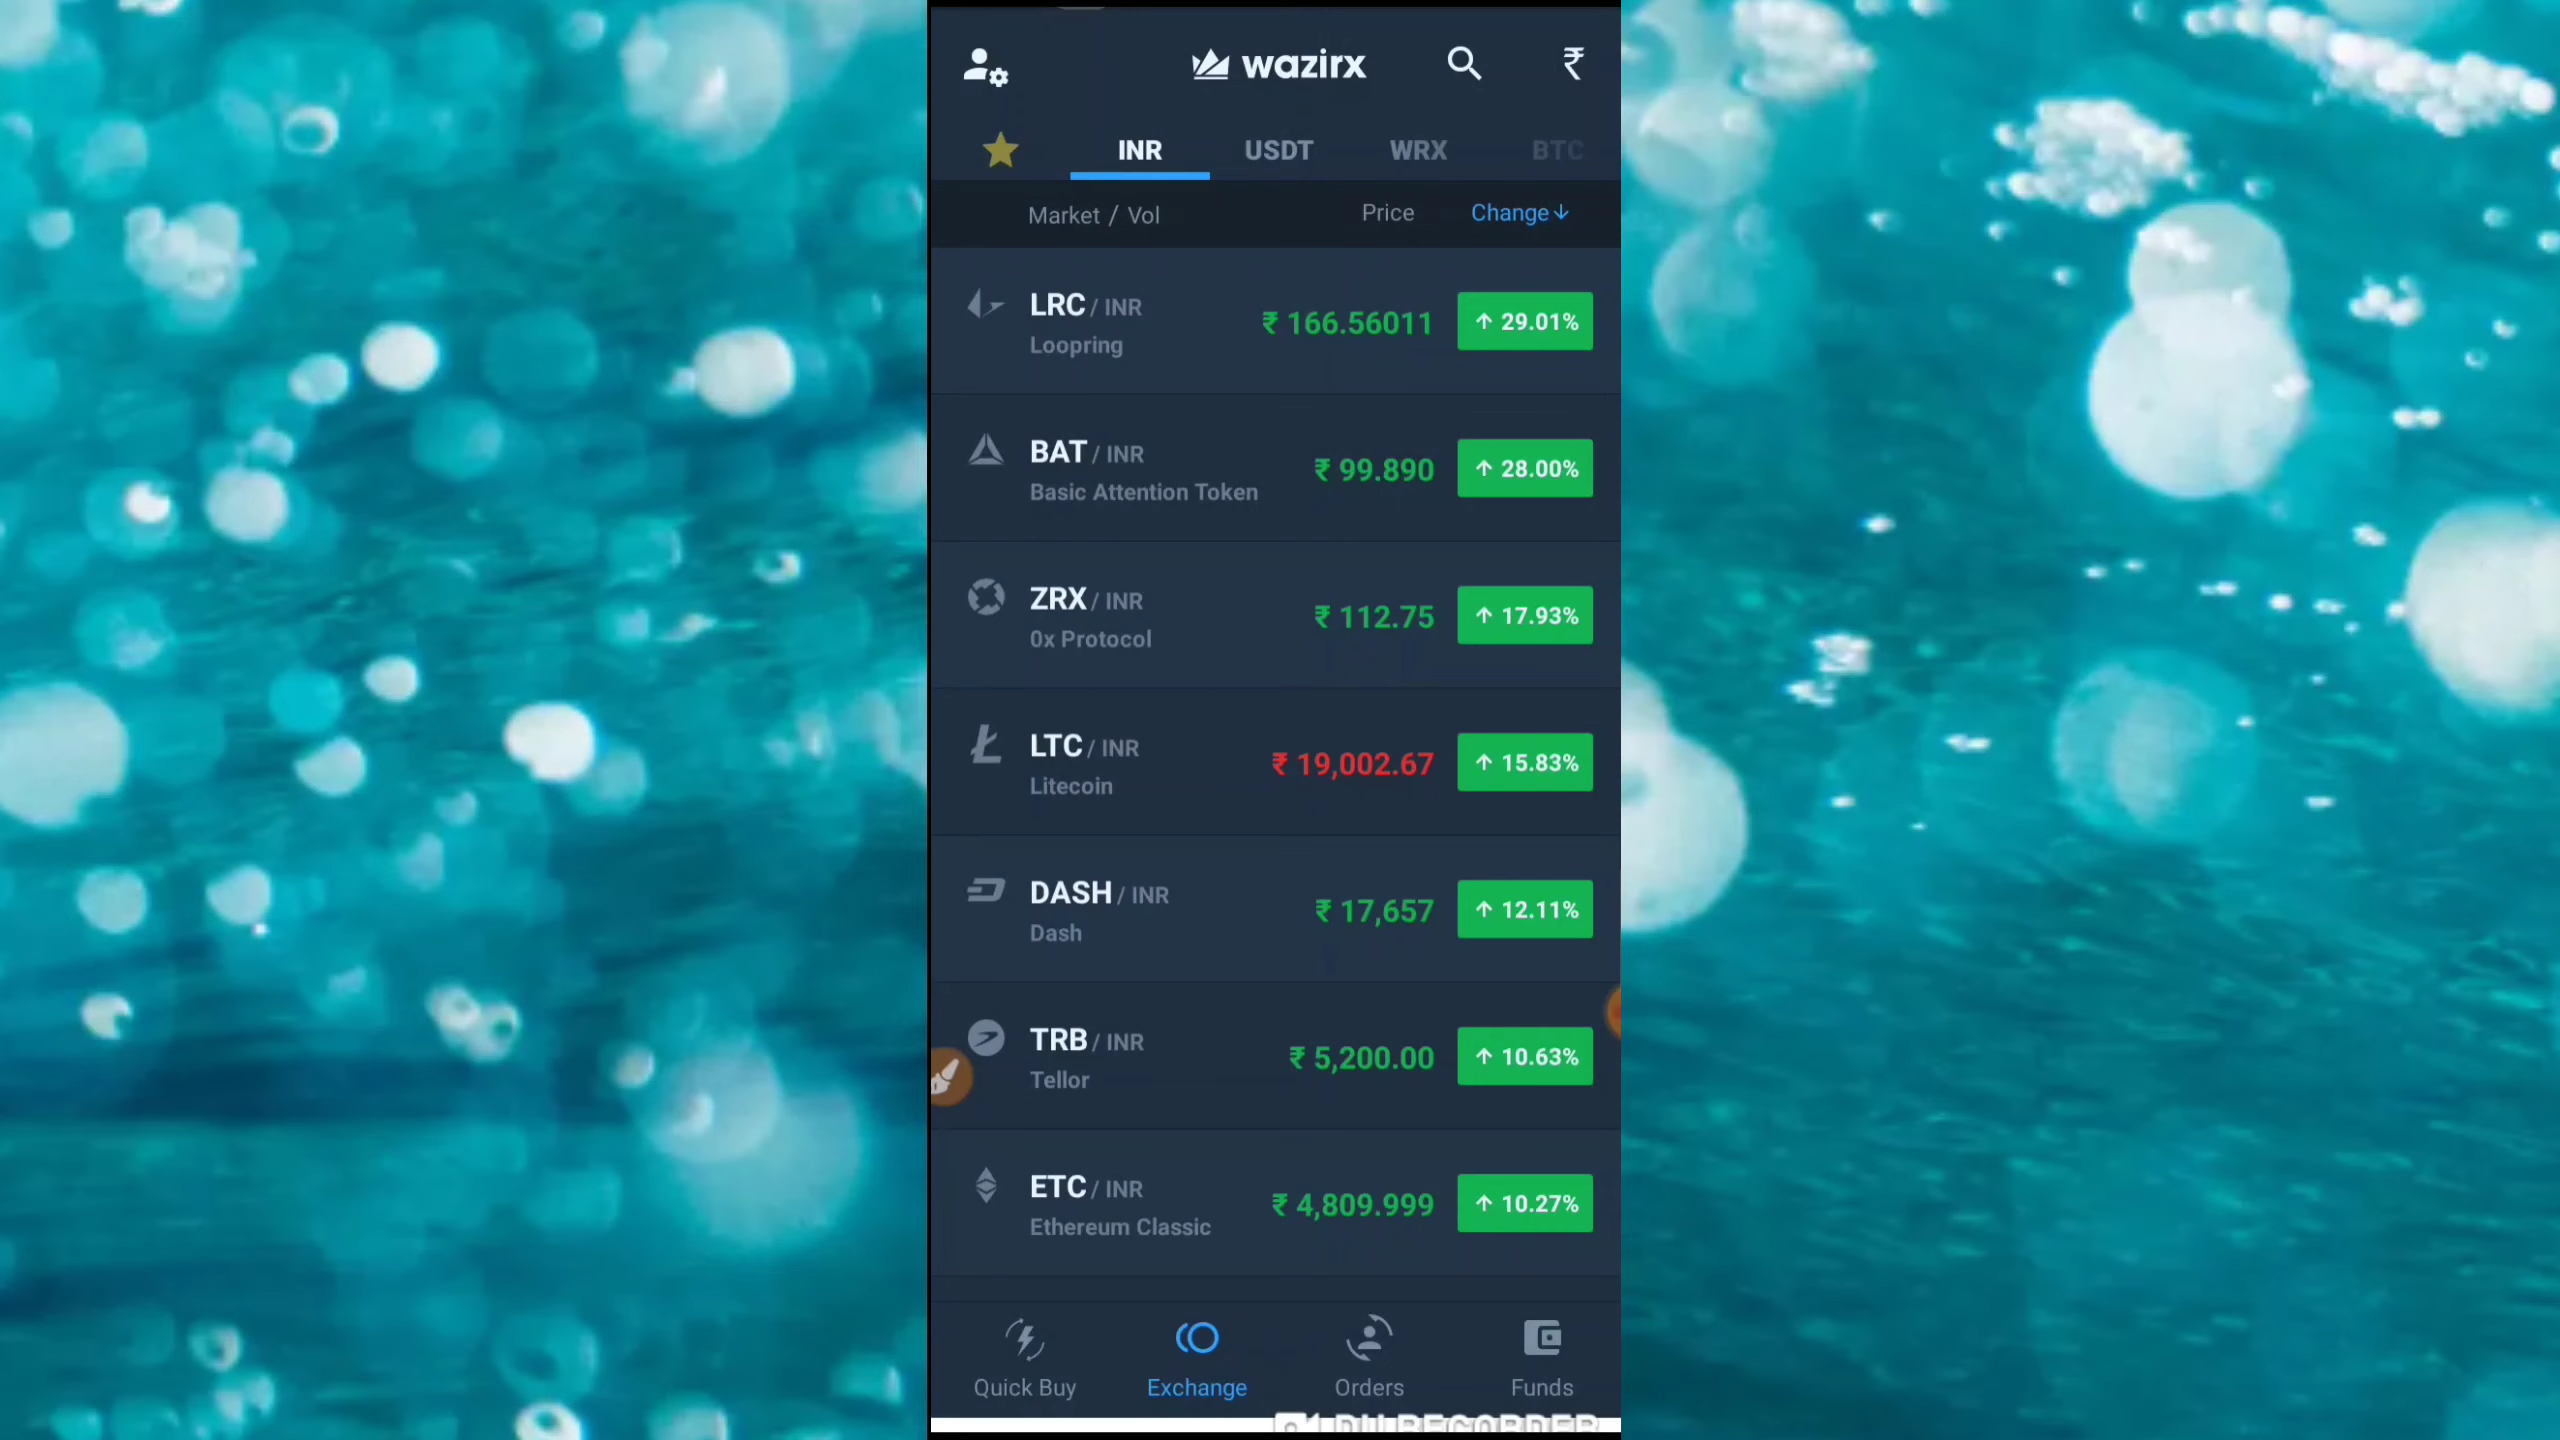 wazirx ₹
INR USDT WRX BTC
Market / Vol Price Change↓
LRC / INR ₹ 166.56011 ↑ 29.01%
Loopring
BAT / INR ₹ 99.890 ↑ 28.00%
Basic Attention Token
ZRX / INR ₹ 112.75 ↑ 17.93%
0x Protocol
LTC / INR ₹ 19,002.67 ↑ 15.83%
Litecoin
DASH / INR ₹ 17,657 ↑ 12.11%
Dash
TRB / INR ₹ 5,200.00 ↑ 10.63%
Tellor
ETC / INR ₹ 4,809.999 ↑ 10.27%
Ethereum Classic
Quick Buy Exchange Orders Funds
DU RECORDER